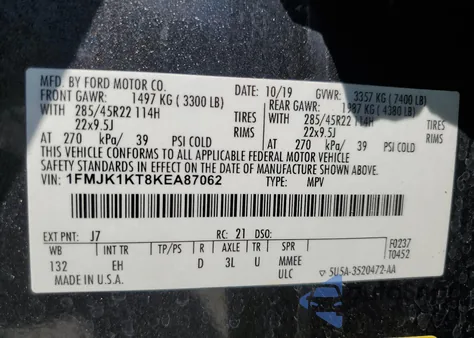 MFD. BY FORD MOTOR CO.
10/19 GVWR: 3357 KG (7400 LB)
FRONT GAWR: 1497 KG (3300 LB) REAR GAWR: 1987 KG (4380 LB)
WITH 285/45R22 114H TIRES WITH 285/45R22 114H TIRES
22x9.5J RIMS 22x9.5J RIMS
AT 270 kPa/ 39 PSI COLD AT 270 kPa/ 39 PSI COLD
THIS VEHICLE CONFORMS TO ALL APPLICABLE FEDERAL MOTOR VEHICLE
SAFETY STANDARDS IN EFFECT ON THE DATE OF MANUFACTURE SHOWN ABOVE.
VIN: 1FMJK1KT8KEA87062 TYPE: MPV
EXT PNT: J7 RC: 21 DSO:
WB INT TR TP/PS R AXLE TR SPR F0237
132 EH D 3L U MMEE T0452
MADE IN U.S.A. ULC 5U5A-3520472-AA